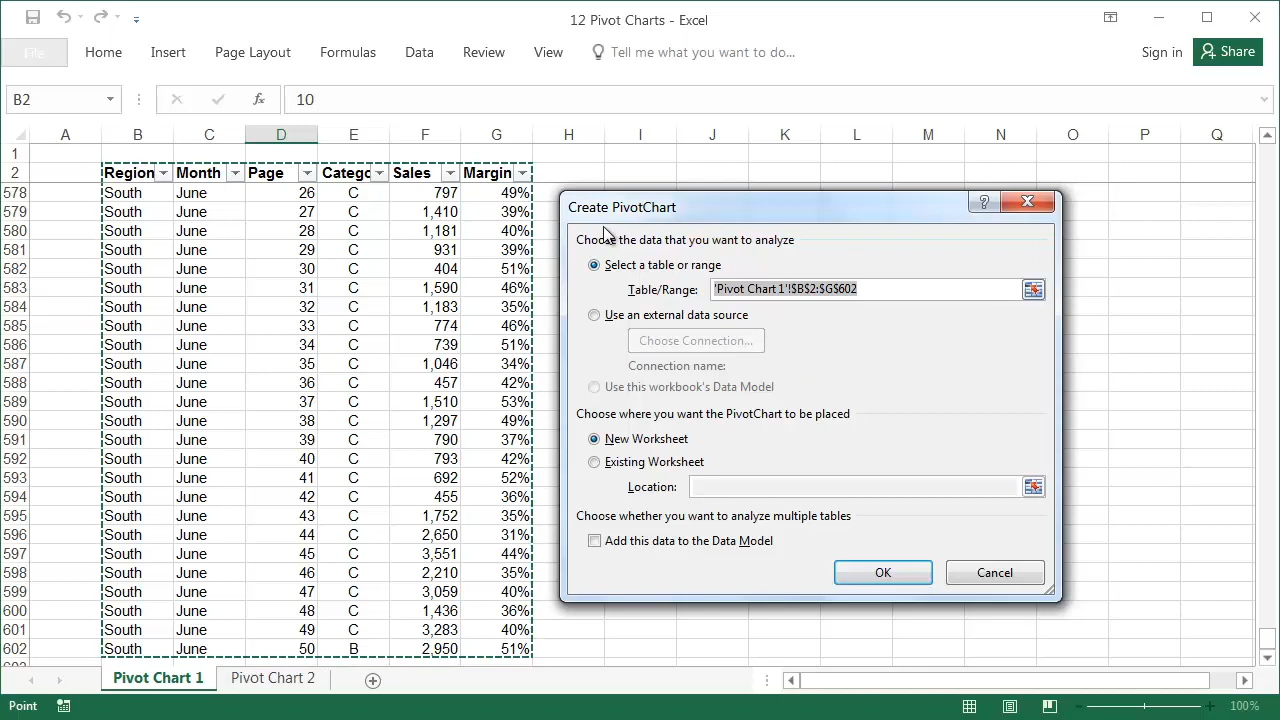 12 Pivot Charts - Excel
File Home Insert Page Layout Formulas Data Review View Tell me what you want to do... Sign in Share
B2 fx 10
A B C D E F G H I J K L M N O P Q
1
2 Region Month Page Catego Sales Margin
578 South June 26 C 797 49%
579 South June 27 C 1,410 39%
580 South June 28 C 1,181 40%
581 South June 29 C 931 39%
582 South June 30 C 404 51%
583 South June 31 C 1,590 46%
584 South June 32 C 1,183 35%
585 South June 33 C 774 46%
586 South June 34 C 739 51%
587 South June 35 C 1,046 34%
588 South June 36 C 457 42%
589 South June 37 C 1,510 53%
590 South June 38 C 1,297 49%
591 South June 39 C 790 37%
592 South June 40 C 793 42%
593 South June 41 C 692 52%
594 South June 42 C 455 36%
595 South June 43 C 1,752 35%
596 South June 44 C 2,650 31%
597 South June 45 C 3,551 44%
598 South June 46 C 2,210 35%
599 South June 47 C 3,059 40%
600 South June 48 C 1,436 36%
601 South June 49 C 3,283 40%
602 South June 50 B 2,950 51%
Create PivotChart
?
Choose the data that you want to analyze
Select a table or range
Table/Range: 'Pivot Chart 1'!$B$2:$G$602
Use an external data source
Choose Connection...
Connection name:
Use this workbook's Data Model
Choose where you want the PivotChart to be placed
New Worksheet
Existing Worksheet
Location:
Choose whether you want to analyze multiple tables
Add this data to the Data Model
OK Cancel
Pivot Chart 1 Pivot Chart 2
Point 100%